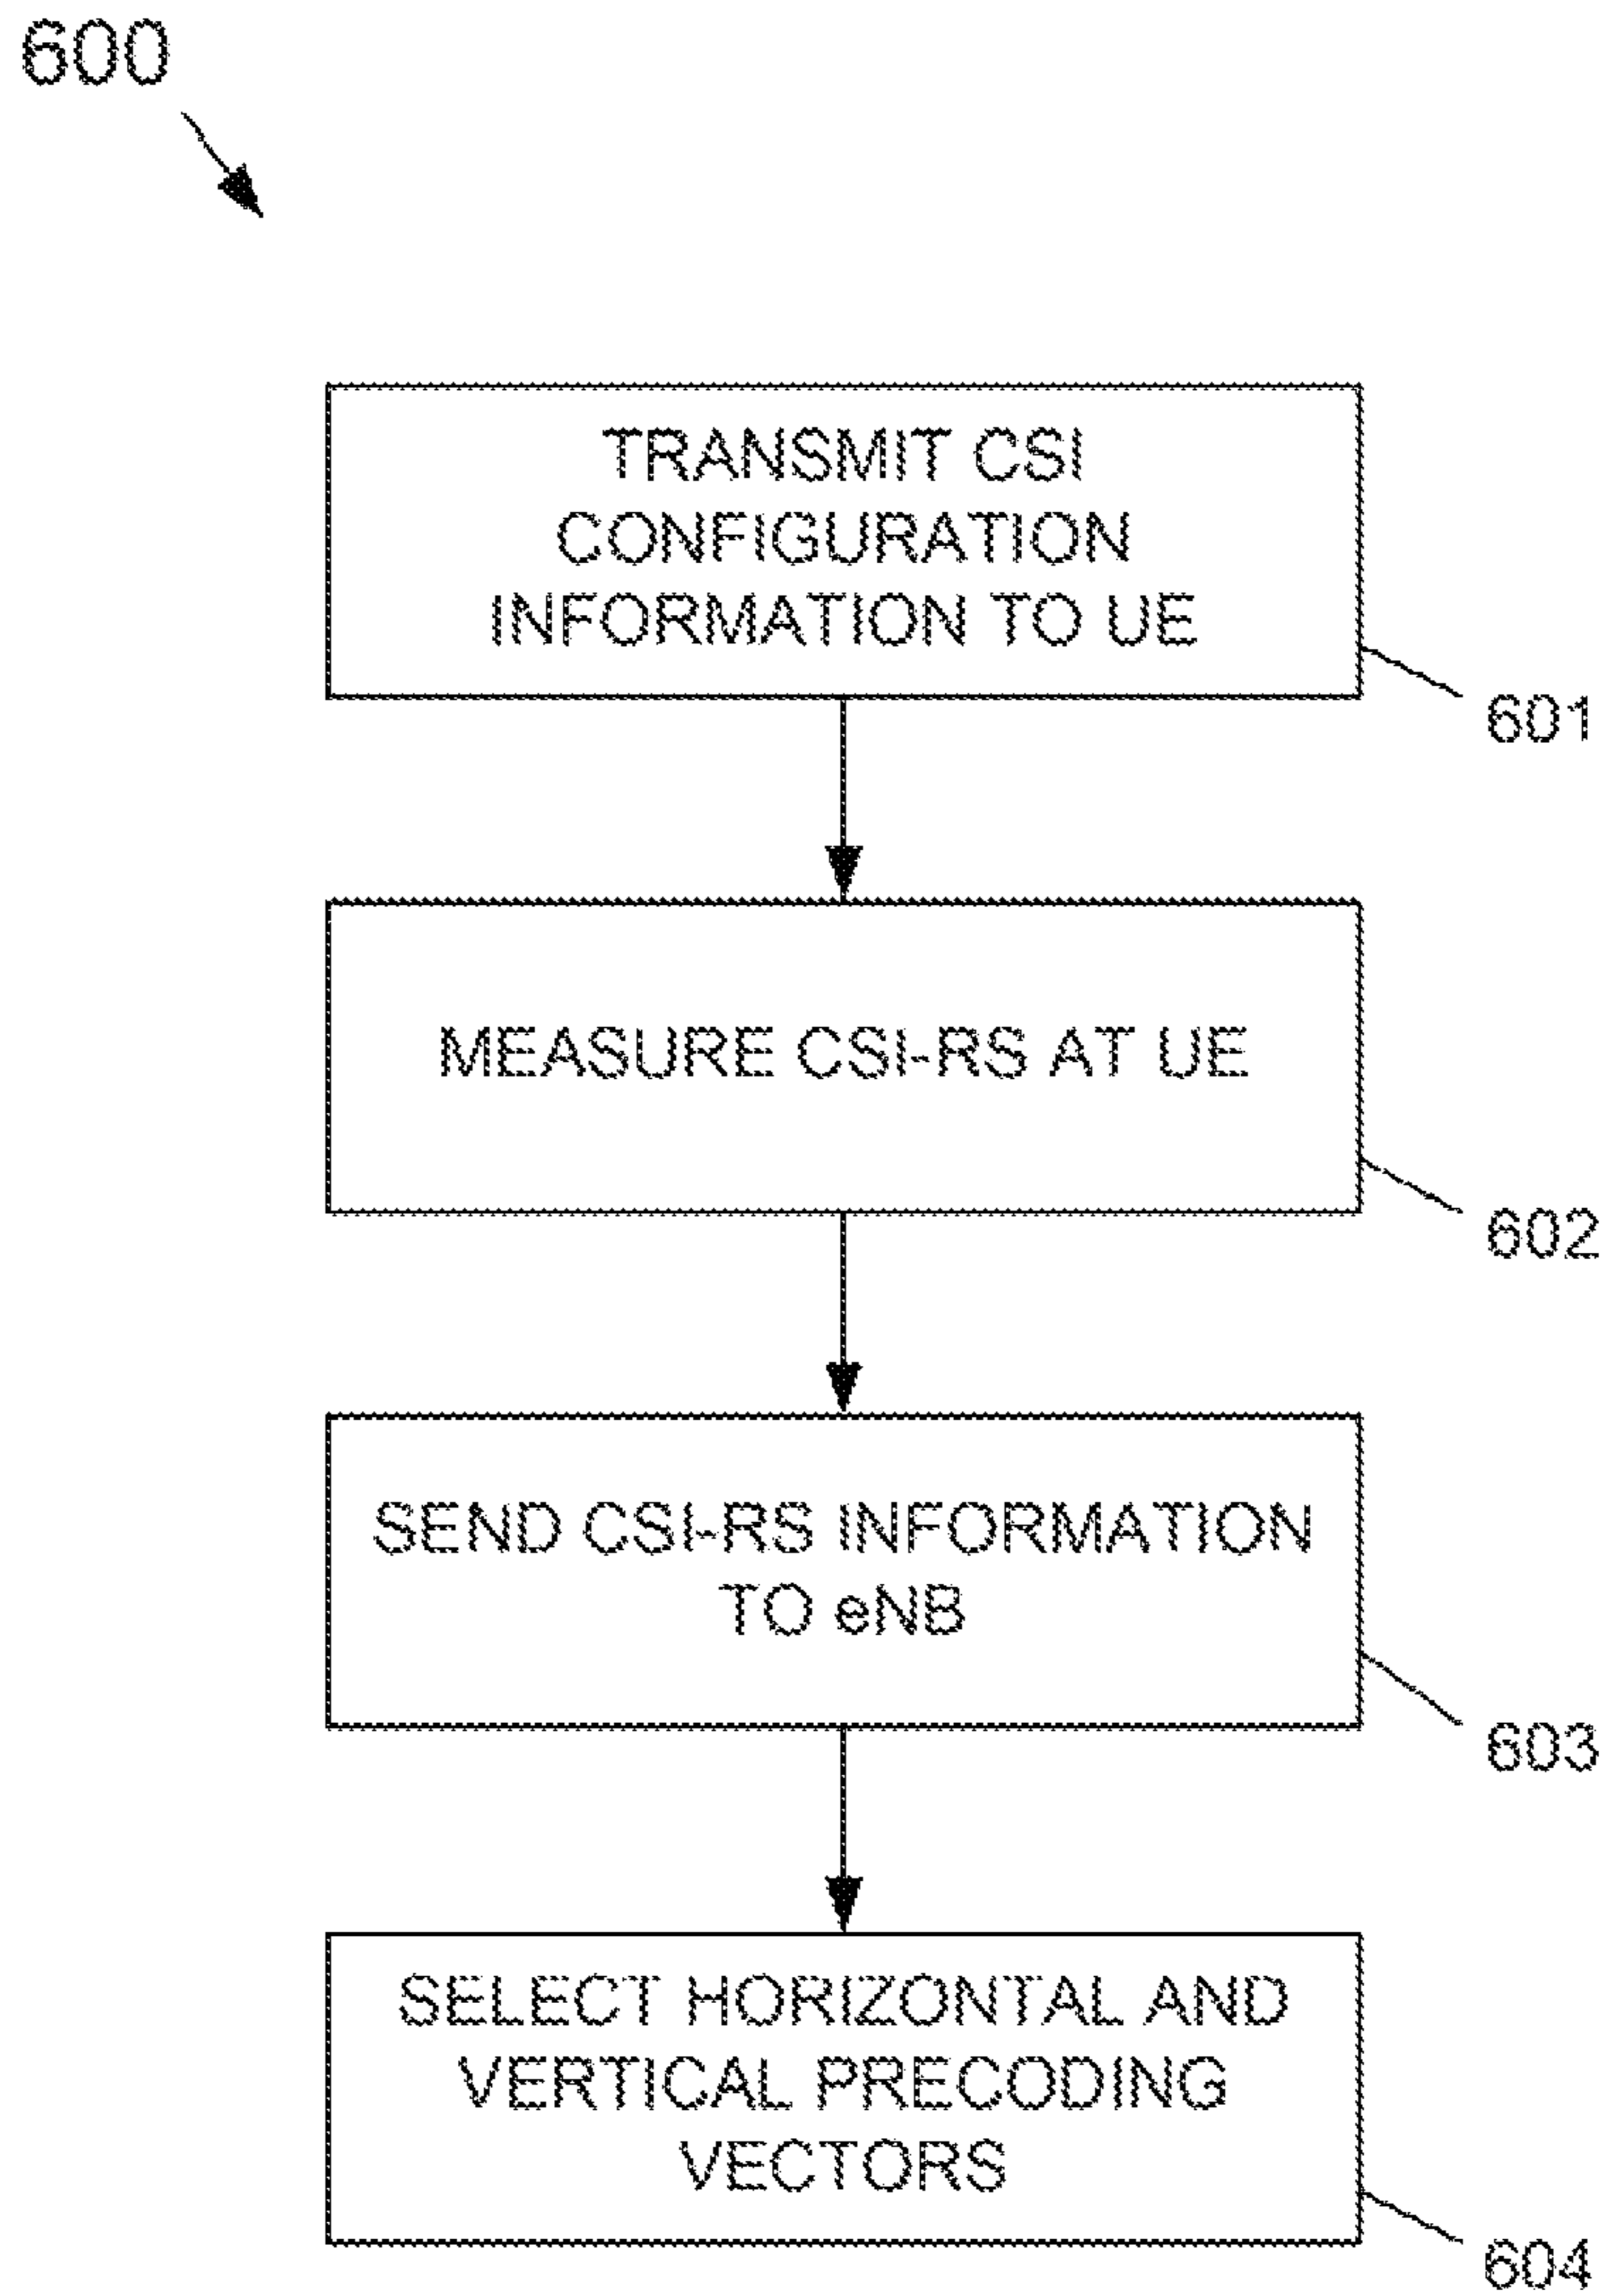 600
TRANSMIT CSI
CONFIGURATION
INFORMATION TO UE
601
MEASURE CSI-RS AT UE
602
SEND CSI-RS INFORMATION
TO eNB
603
SELECT HORIZONTAL AND
VERTICAL PRECODING
VECTORS
604